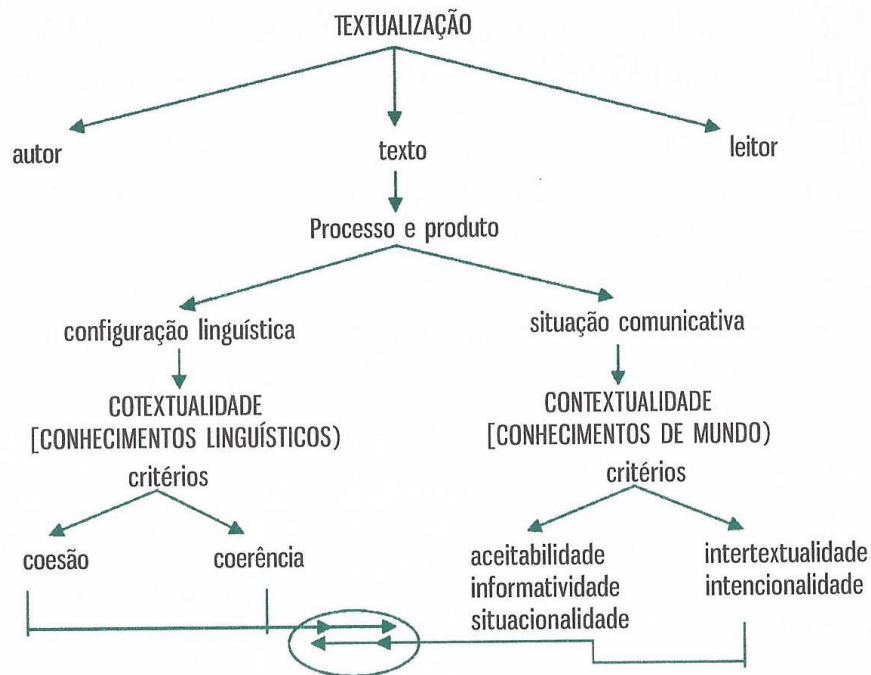 TEXTUALIZAÇÃO
autor
texto
leitor
Processo e produto
configuração linguística
situação comunicativa
COTEXTUALIDADE
[CONHECIMENTOS LINGUÍSTICOS)
CONTEXTUALIDADE
[CONHECIMENTOS DE MUNDO)
critérios
critérios
coesão
coerência
aceitabilidade
informatividade
situacionalidade
intertextualidade
intencionalidade